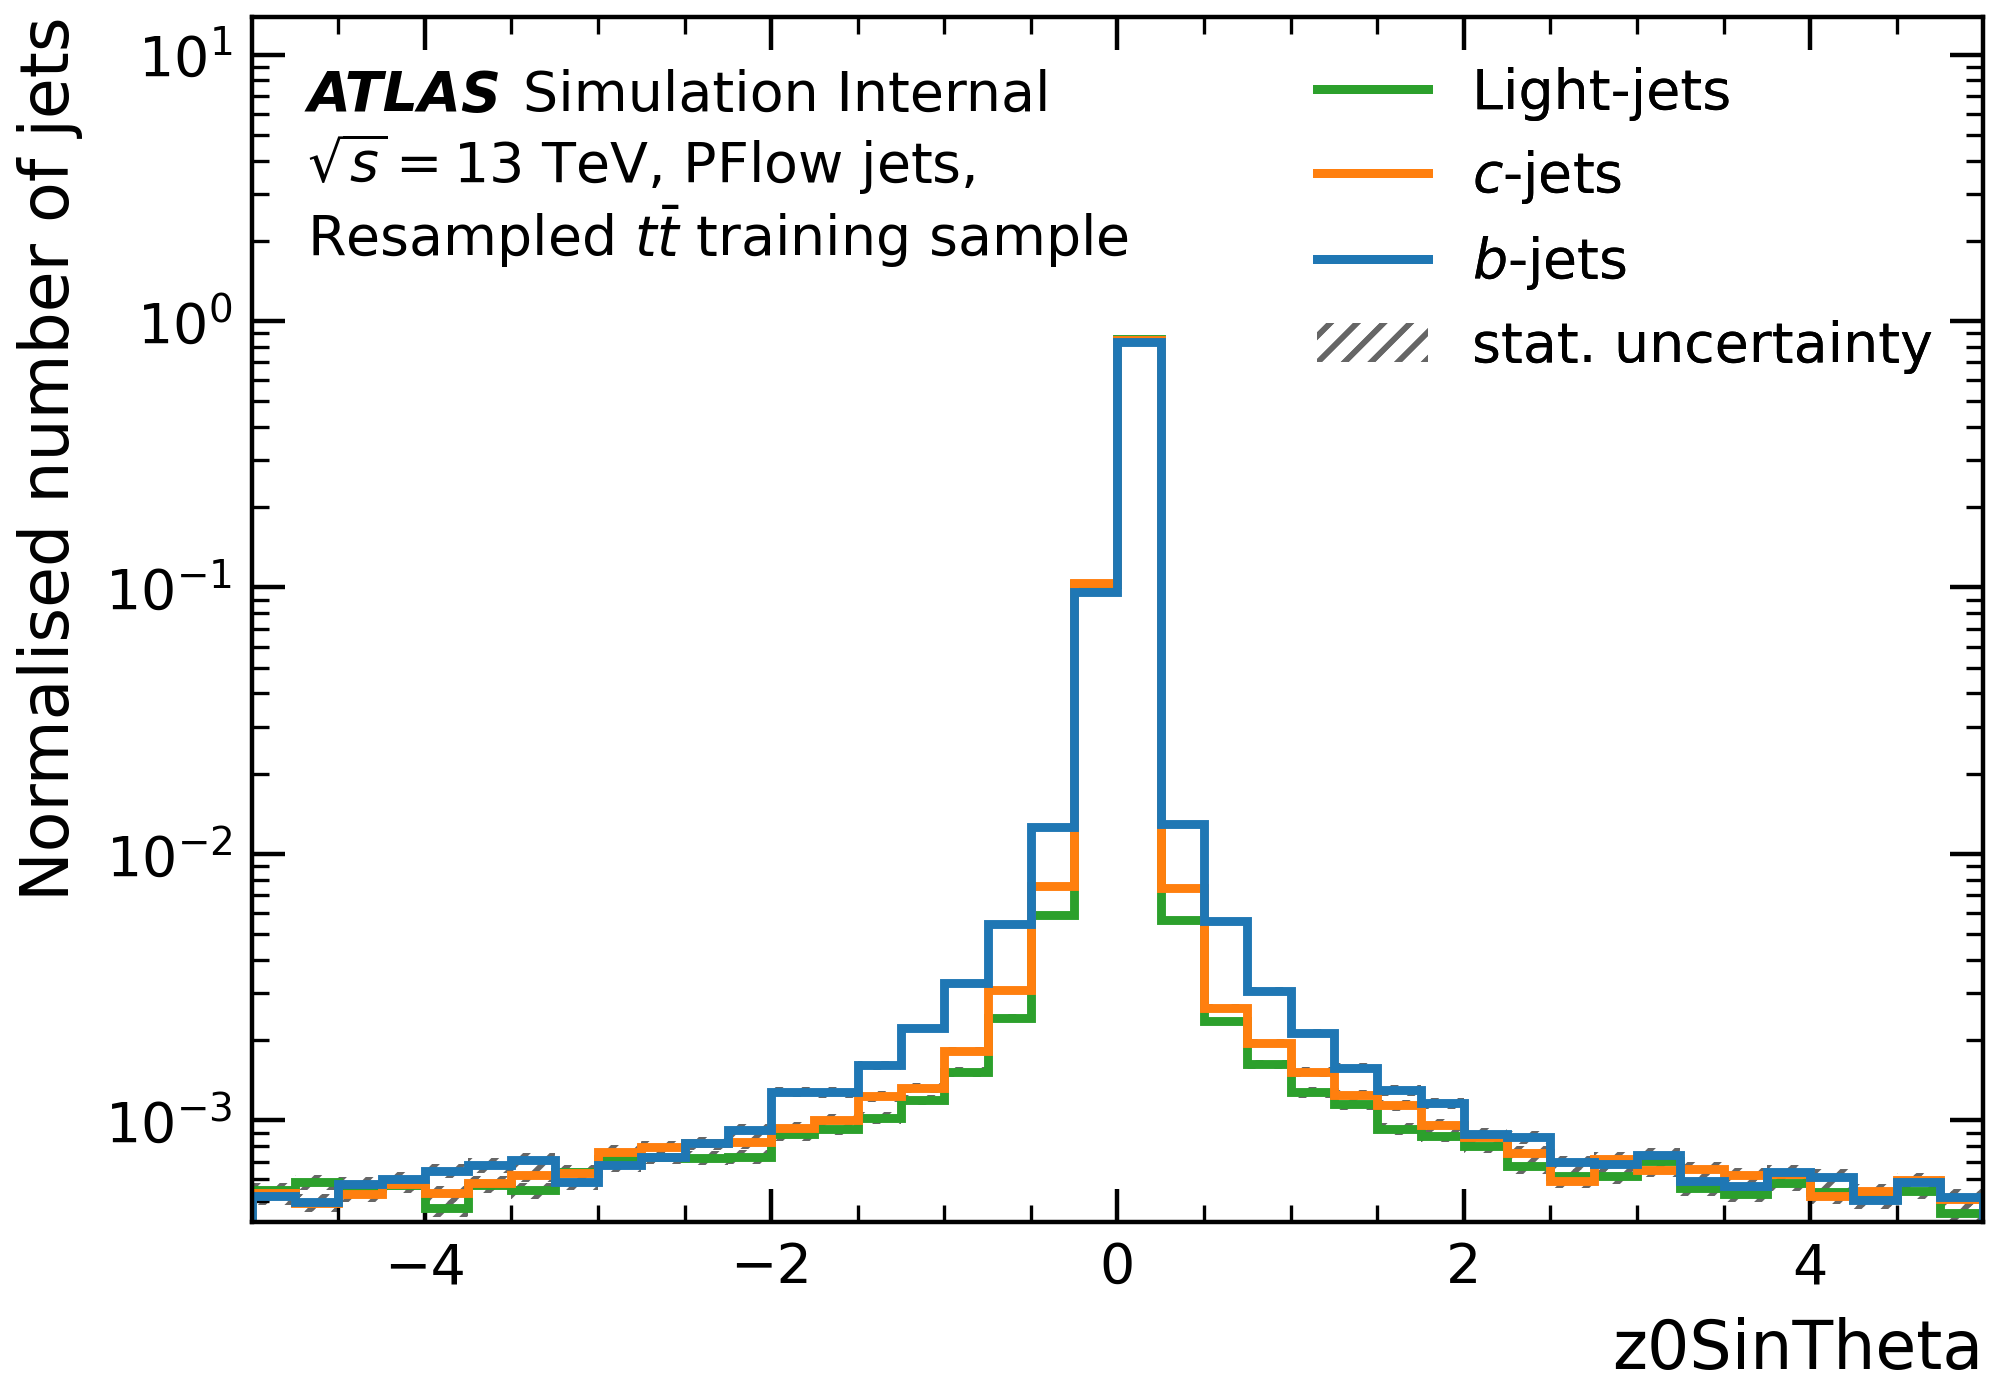 Normalised number of jets
10¹
10⁰
10⁻¹
10⁻²
10⁻³
ATLAS Simulation Internal
√s = 13 TeV, PFlow jets,
Resampled tt̄ training sample
Light-jets
c-jets
b-jets
stat. uncertainty
−4 −2 0 2 4
z0SinTheta